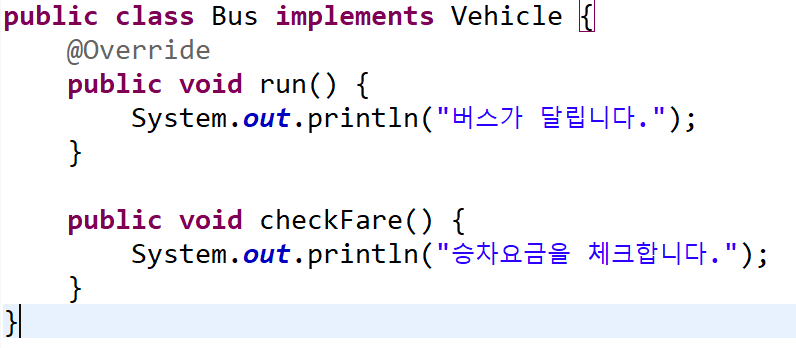 public class Bus implements Vehicle {
    @Override
    public void run() {
        System.out.println("버스가 달립니다.");
    }

    public void checkFare() {
        System.out.println("승차요금을 체크합니다.");
    }
}